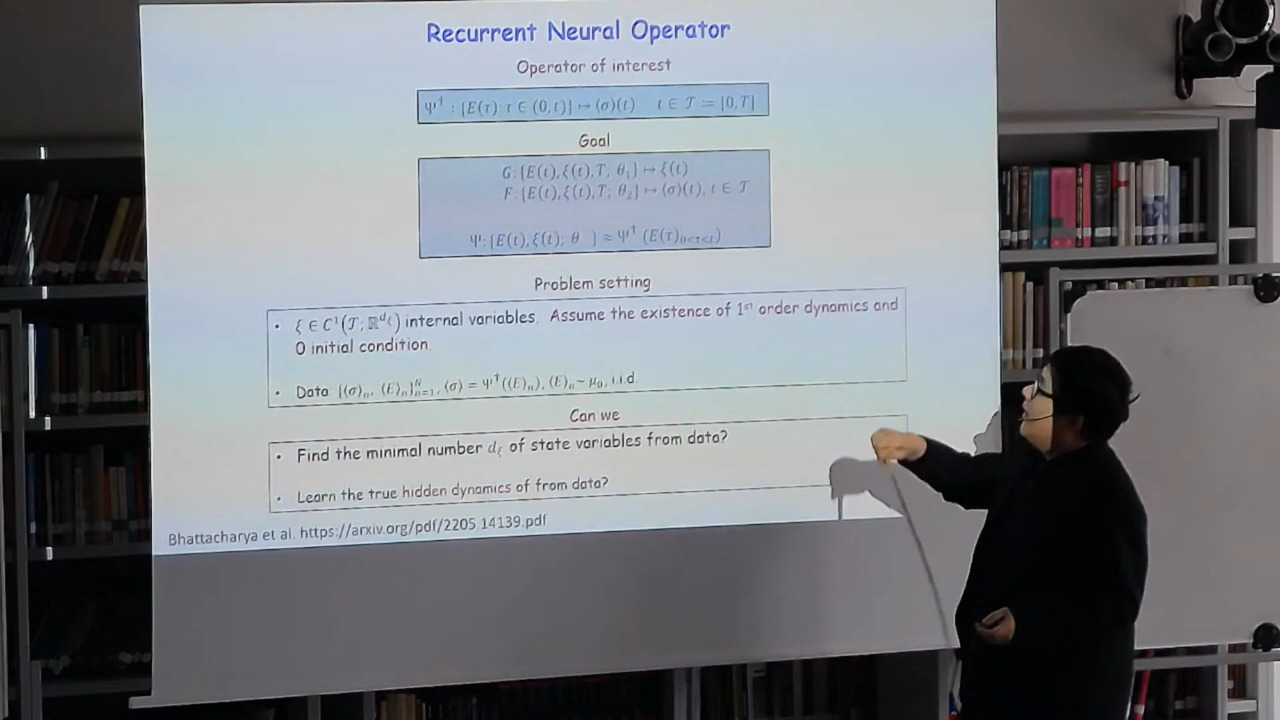 Recurrent Neural Operator
Operator of interest
Ψ† : {E(τ): τ ∈ (0,t)} ↦ ⟨σ⟩(t)   t ∈ 𝒯 = [0,T]
Goal
G:{E(t),ξ(t),T; θ₁} ↦ ξ(t)
F:{E(t),ξ(t),T; θ₂} ↦ ⟨σ⟩(t), t ∈ 𝒯
Ψ:{E(t),ξ(t); θ } ≈ Ψ† (E(τ)₀<τ<t)
Problem setting
• ξ ∈ C¹(𝒯; ℝ^{d_ξ}) internal variables. Assume the existence of 1st order dynamics and
0 initial condition.
• Data {⟨σ⟩ₙ, ⟨E⟩ₙ}ᴺₙ₌₁, ⟨σ⟩ = Ψ†(⟨E⟩ₙ), ⟨E⟩ₙ ~ μ₀, i.i.d
Can we
• Find the minimal number d_ξ of state variables from data?
• Learn the true hidden dynamics of from data?
Bhattacharya et al. https://arxiv.org/pdf/2205.14139.pdf